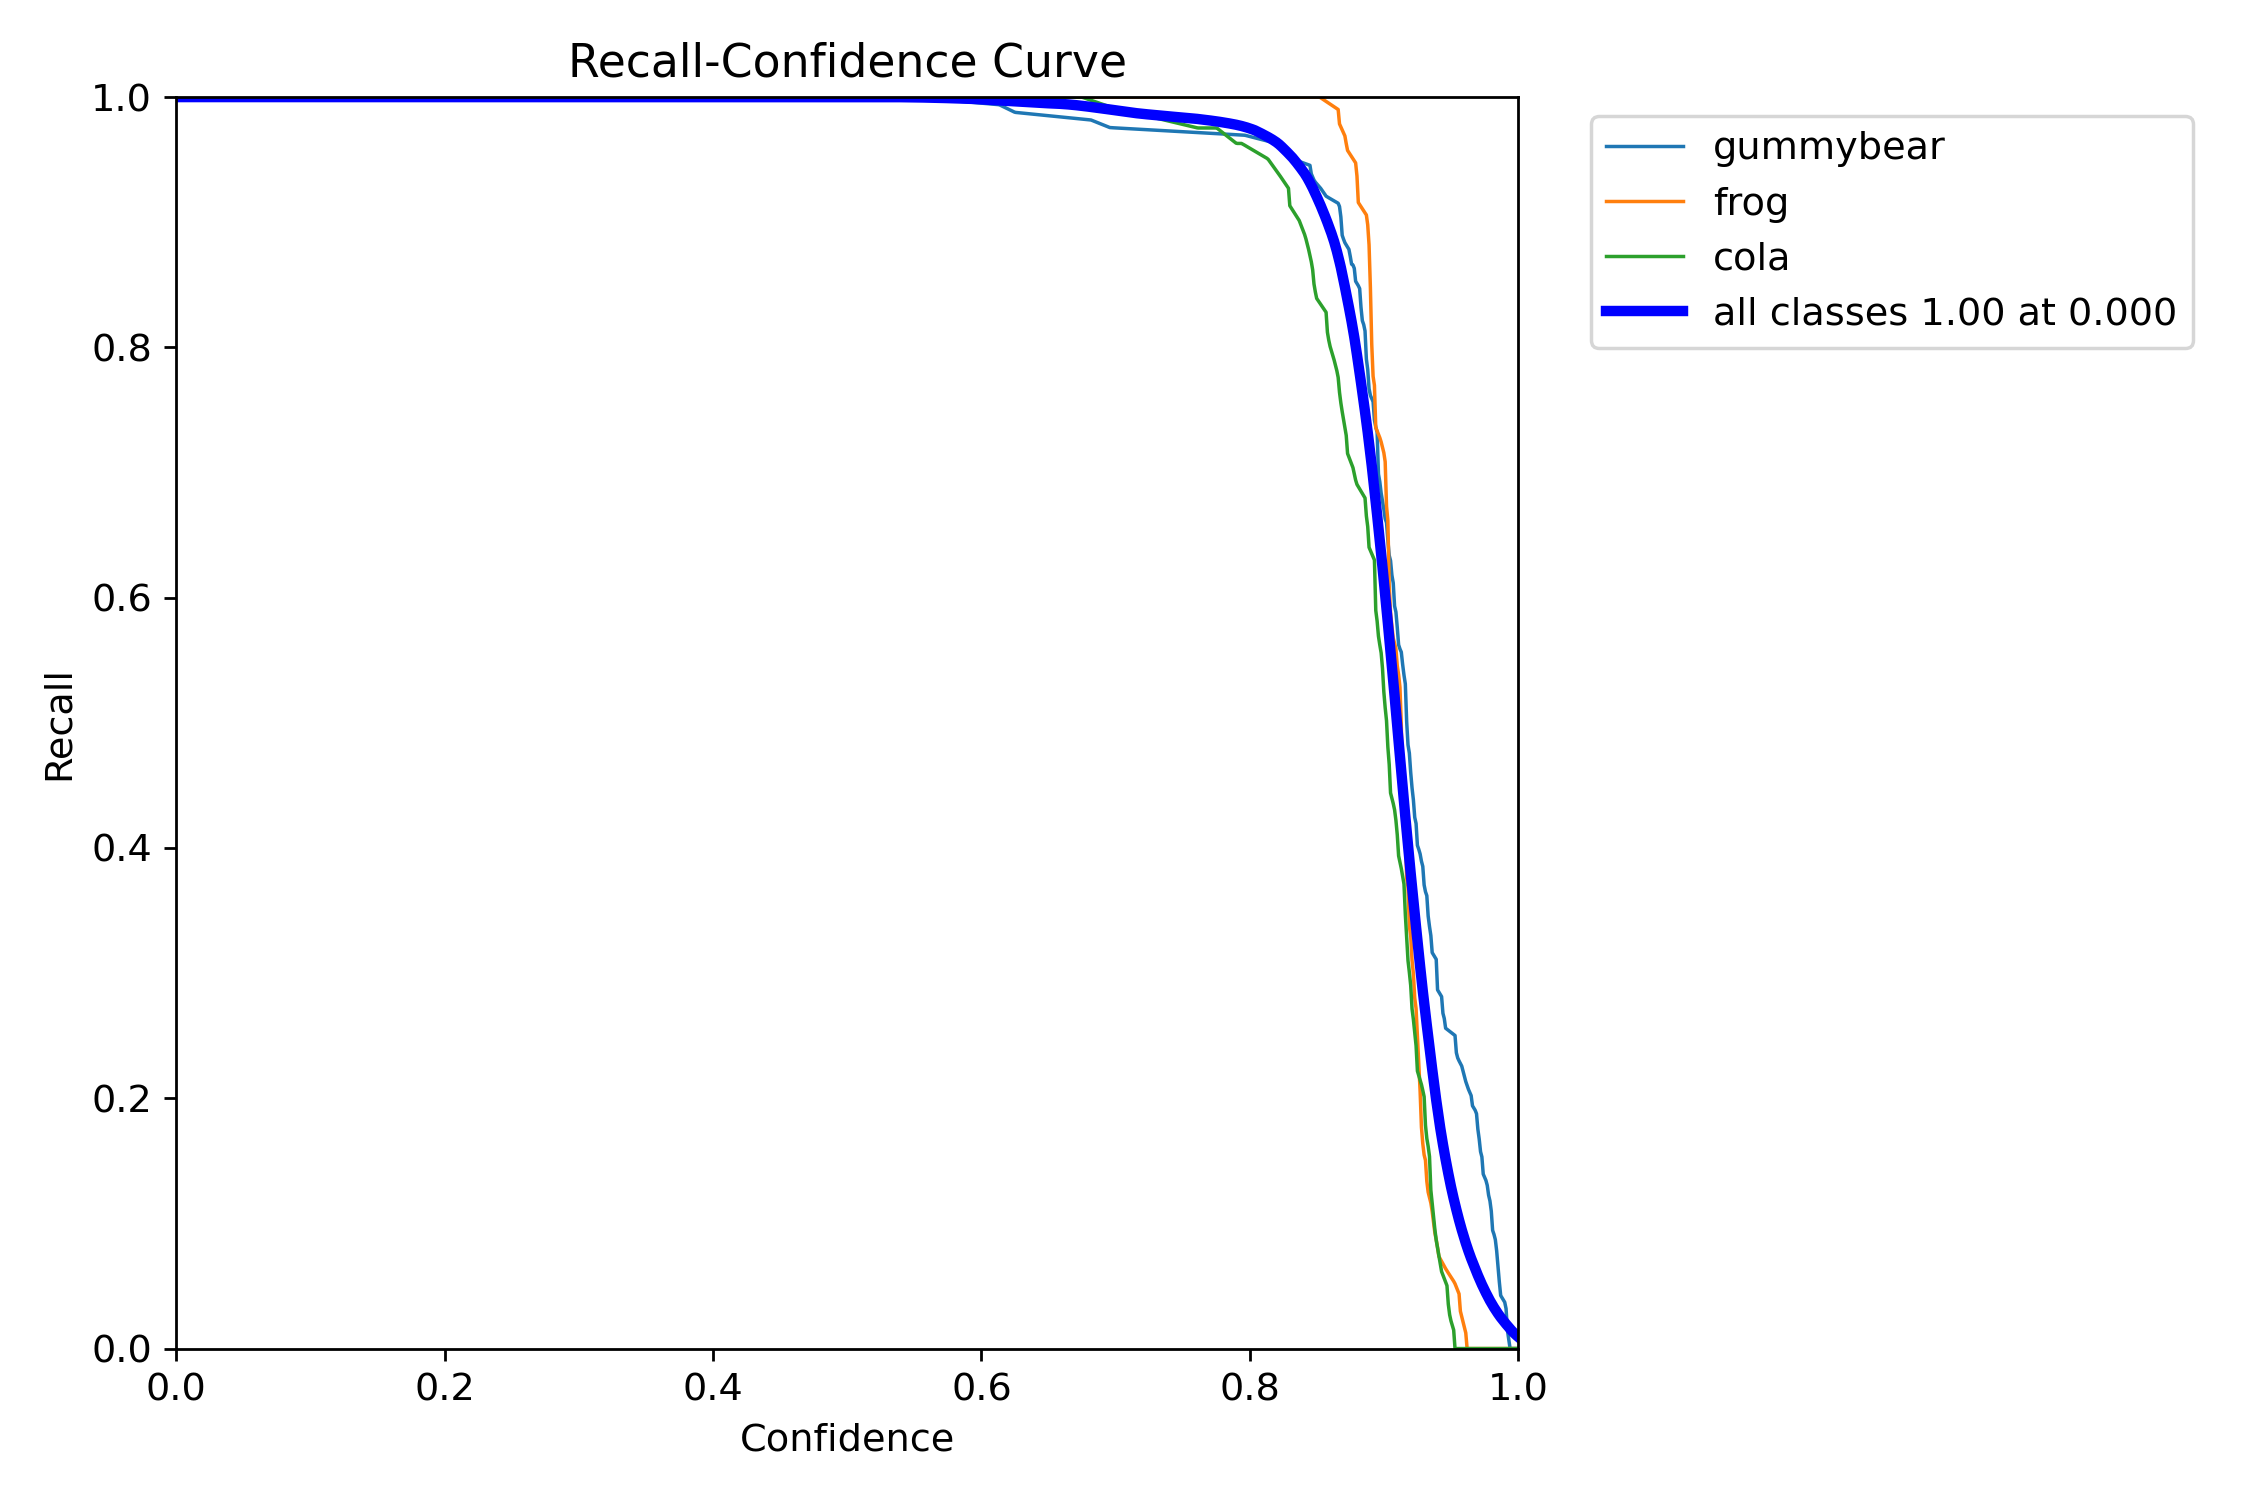 Recall-Confidence Curve
1.0
0.8
0.6
0.4
0.2
0.0
Recall
0.0 0.2 0.4 0.6 0.8 1.0
Confidence
gummybear
frog
cola
all classes 1.00 at 0.000